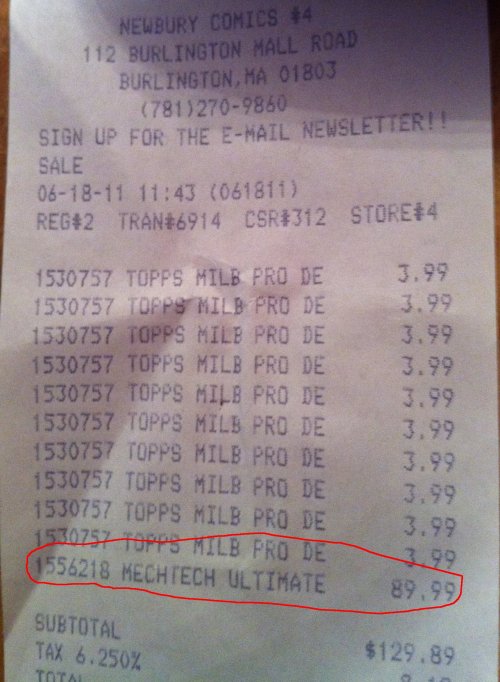 NEWBURY COMICS #4
112 BURLINGTON MALL ROAD
BURLINGTON,MA 01803
(781)270-9860
SIGN UP FOR THE E-MAIL NEWSLETTER!!
SALE
06-18-11 11:43 (061811)
REG#2 TRAN#6914 CSR#312 STORE#4
1530757 TOPPS MILB PRO DE 3.99
1530757 TOPPS MILB PRO DE 3.99
1530757 TOPPS MILB PRO DE 3.99
1530757 TOPPS MILB PRO DE 3.99
1530757 TOPPS MILB PRO DE 3.99
1530757 TOPPS MILB PRO DE 3.99
1530757 TOPPS MILB PRO DE 3.99
1530757 TOPPS MILB PRO DE 3.99
1530757 TOPPS MILB PRO DE 3.99
1530757 TOPPS MILB PRO DE 3.99
1556218 MECHTECH ULTIMATE 89.99
SUBTOTAL $129.89
TAX 6.250%
TOTAL